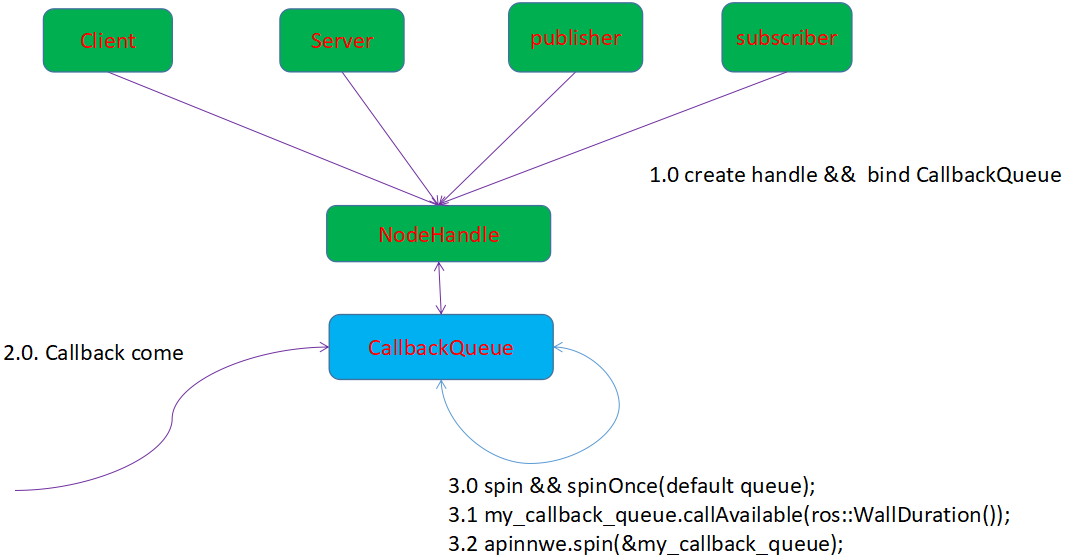 Client
Server
publisher
subscriber
1.0 create handle && bind CallbackQueue
NodeHandle
2.0. Callback come
CallbackQueue
3.0 spin && spinOnce(default queue);
3.1 my_callback_queue.callAvailable(ros::WallDuration());
3.2 apinnwe.spin(&my_callback_queue);